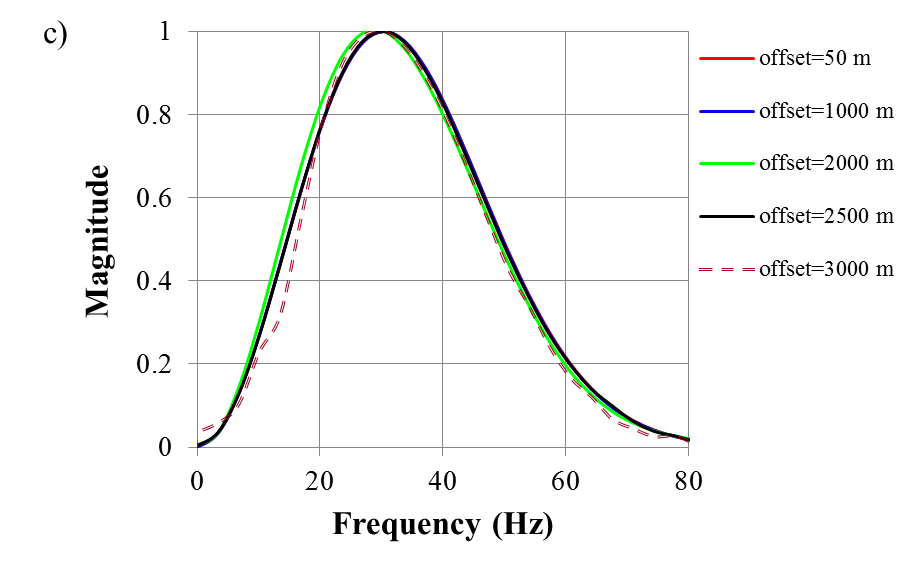 c)
1
0.8
0.6
0.4
0.2
0
Magnitude
0
20
40
60
80
Frequency (Hz)
offset=50 m
offset=1000 m
offset=2000 m
offset=2500 m
offset=3000 m